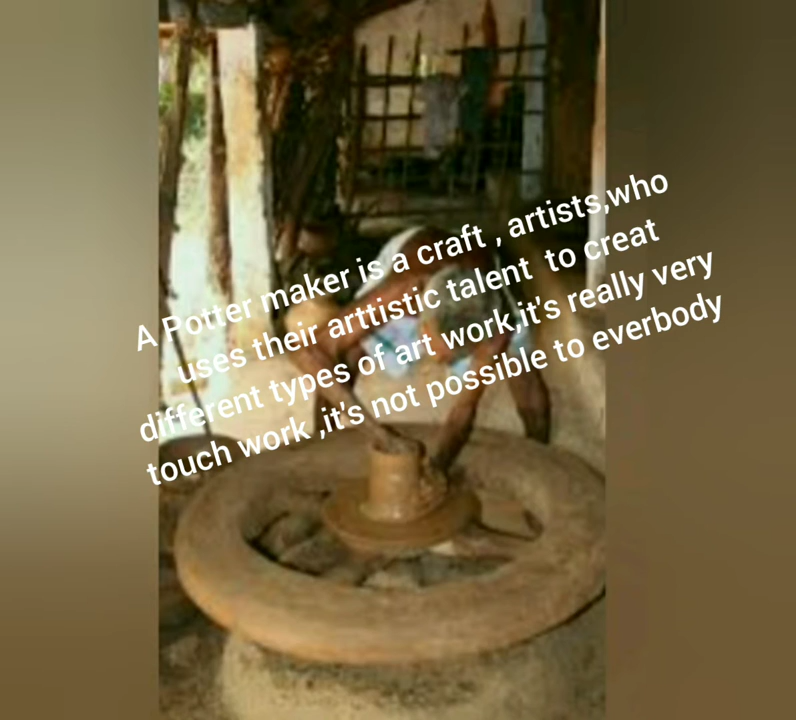 A Potter maker is a craft , artists,who
uses their arttistic talent to creat
different types of art work,it's really very
touch work ,it's not possible to everbody